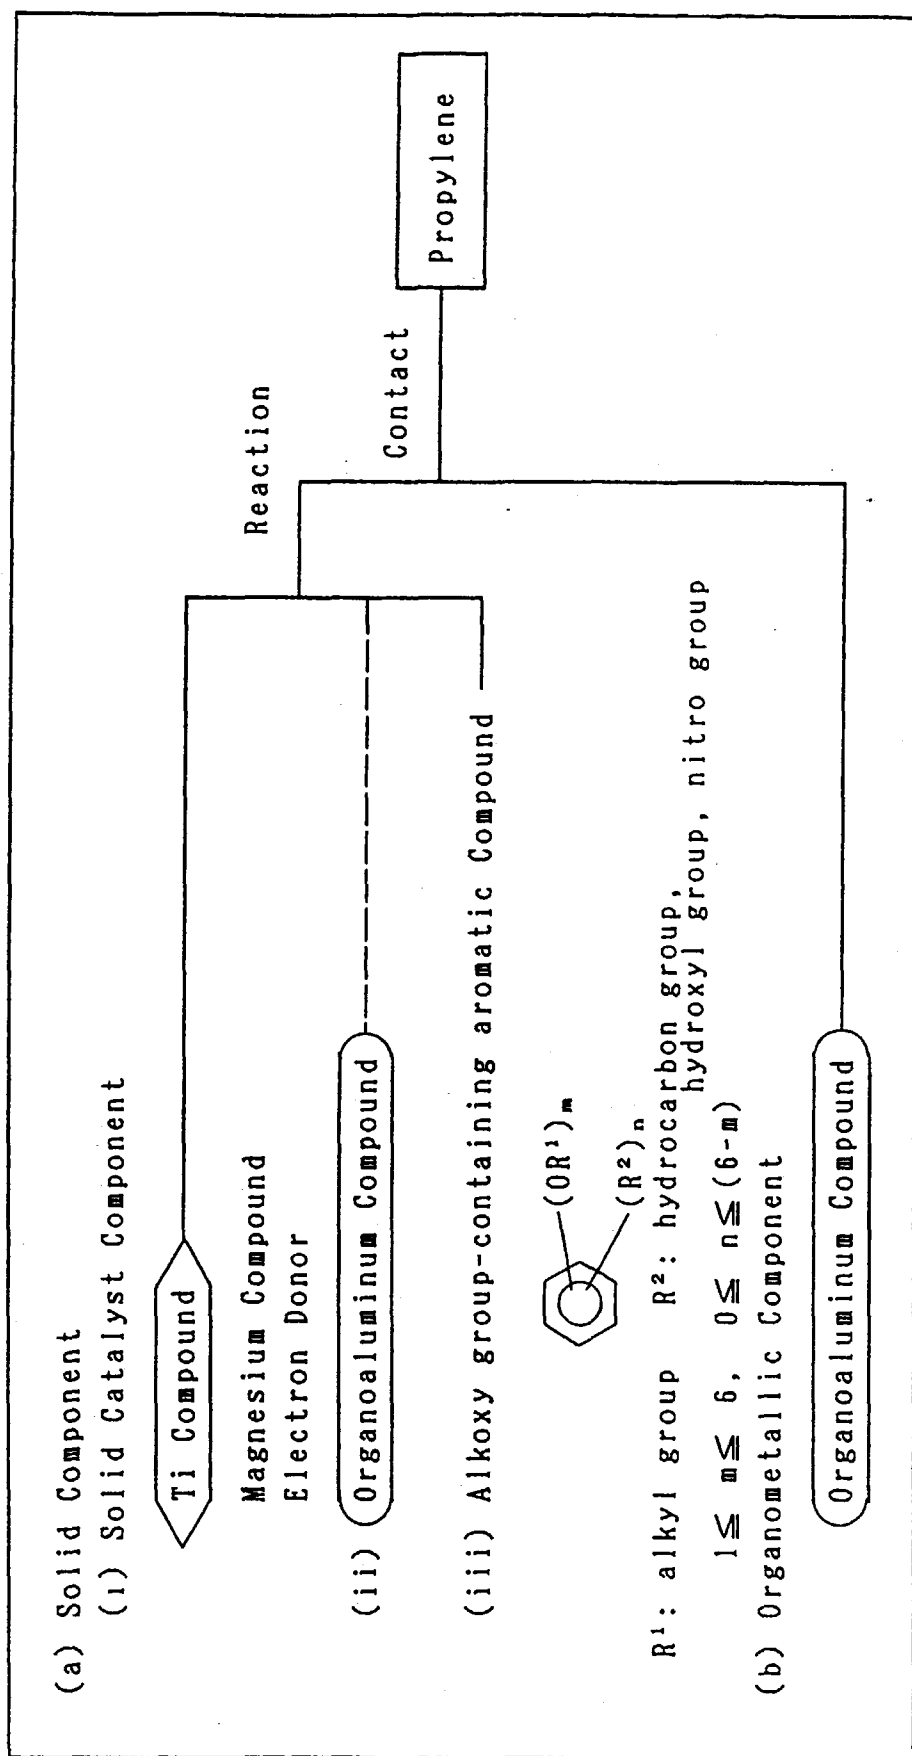 (a) Solid Component
(i) Solid Catalyst Component
Ti Compound
Magnesium Compound
Electron Donor
(ii) Organoaluminum Compound
(iii) Alkoxy group-containing aromatic Compound
(OR¹)ₘ
(R²)ₙ
R¹: alkyl group R²: hydrocarbon group,
hydroxyl group, nitro group
1≦ m≦ 6, 0≦ n≦(6-m)
(b) Organometallic Component
Organoaluminum Compound
Reaction
Contact
Propylene